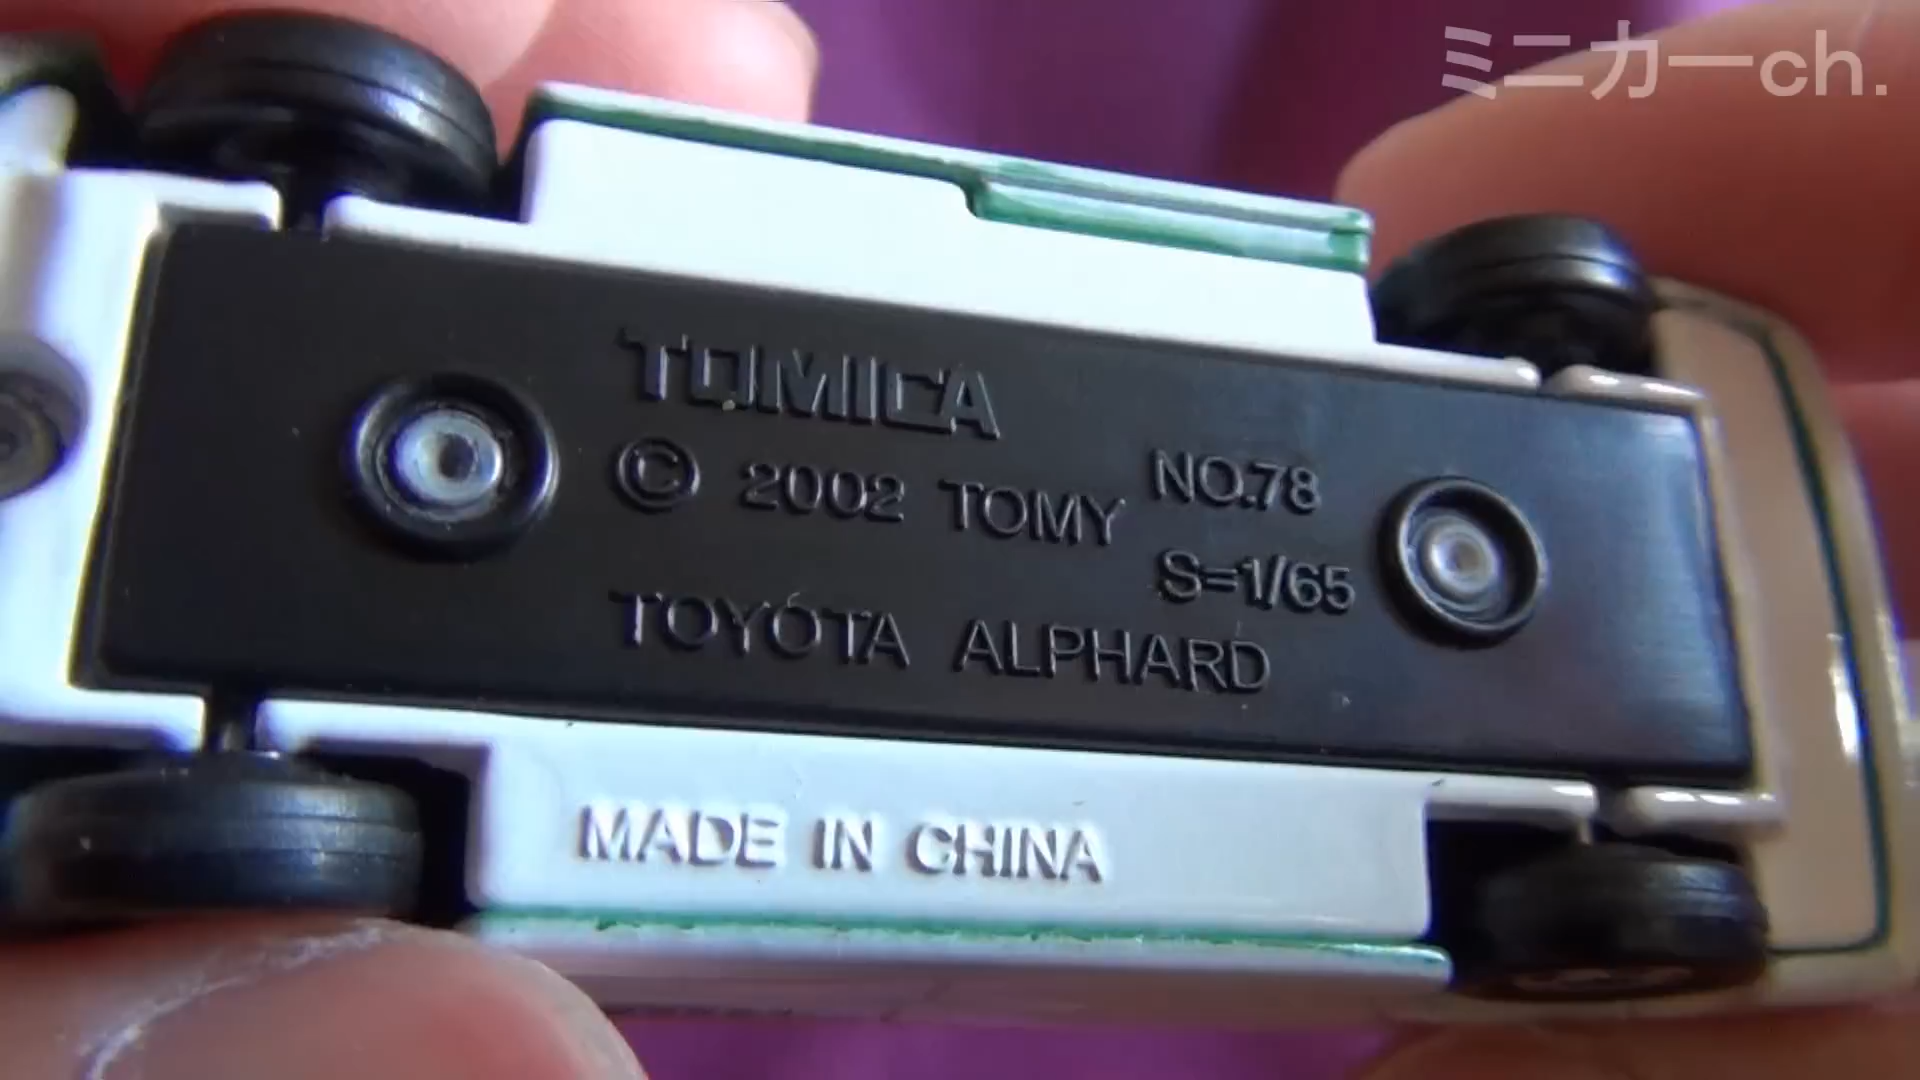 ミニカーch.
TOMICA
© 2002 TOMY NO.78
S=1/65
TOYOTA ALPHARD
MADE IN CHINA